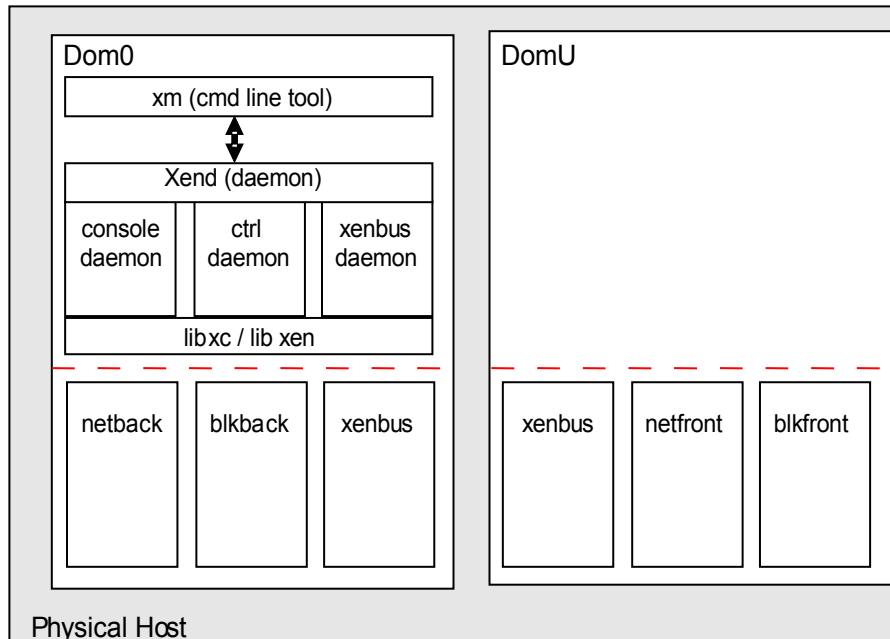 Dom0
xm (cmd line tool)
Xend (daemon)
console
daemon
ctrl
daemon
xenbus
daemon
libxc / lib xen
netback
blkback
xenbus
DomU
xenbus
netfront
blkfront
Physical Host